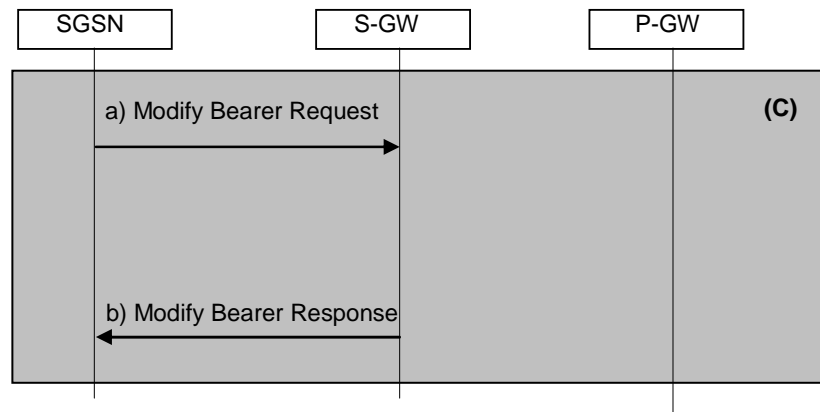 SGSN
S-GW
P-GW
(C)
a) Modify Bearer Request
b) Modify Bearer Response